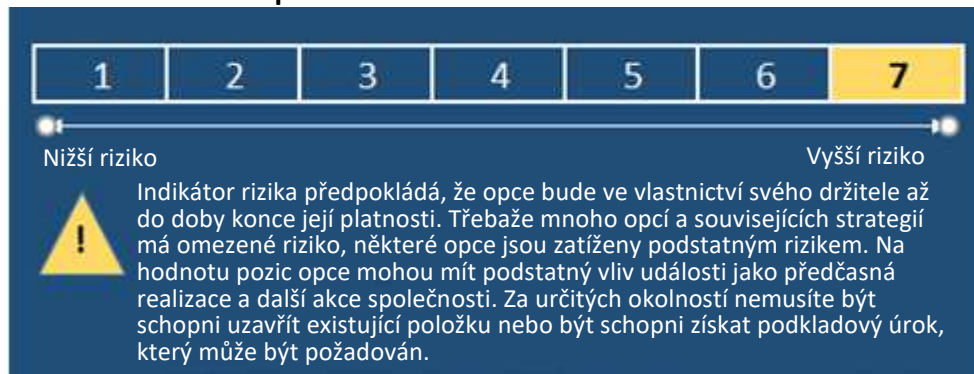 1 2 3 4 5 6 7
Nižší riziko Vyšší riziko
Indikátor rizika předpokládá, že opce bude ve vlastnictví svého držitele až
do doby konce její platnosti. Třebaže mnoho opcí a souvisejících strategií
má omezené riziko, některé opce jsou zatíženy podstatným rizikem. Na
! hodnotu pozic opce mohou mít podstatný vliv události jako předčasná
realizace a další akce společnosti. Za určitých okolností nemusíte být
schopni uzavřít existující položku nebo být schopni získat podkladový úrok,
který může být požadován.